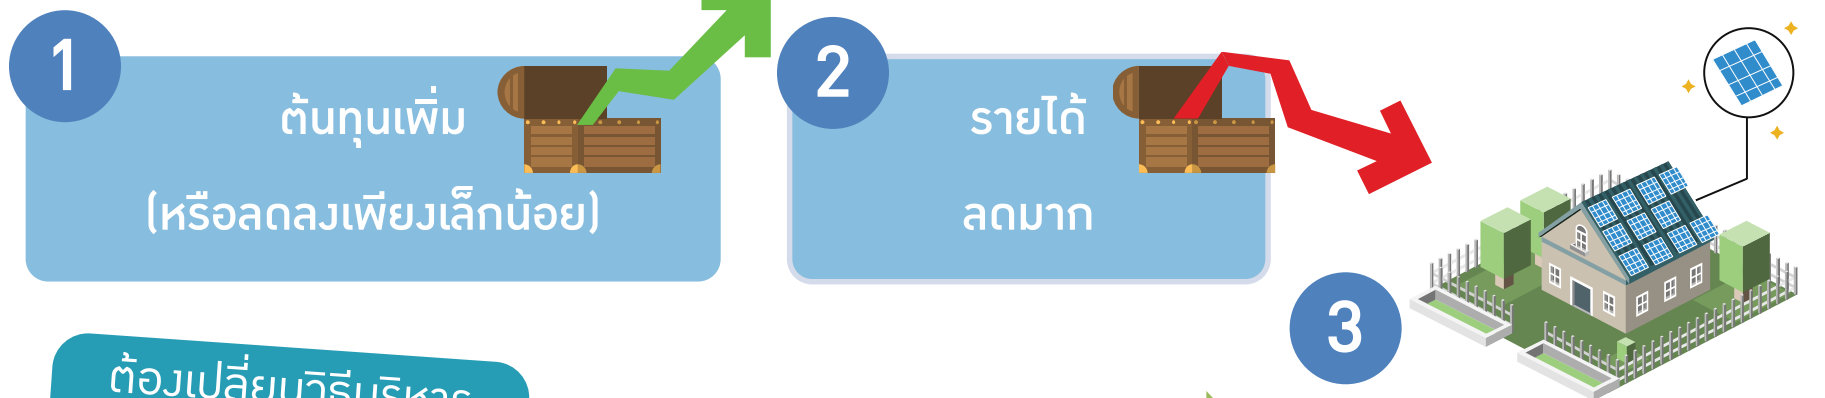 1
ต้นทุนเพิ่ม
(หรือลดลงเพียงเล็กน้อย)
2
รายได้
ลดมาก
3
ต้องเปลี่ยนวิธีบริหาร